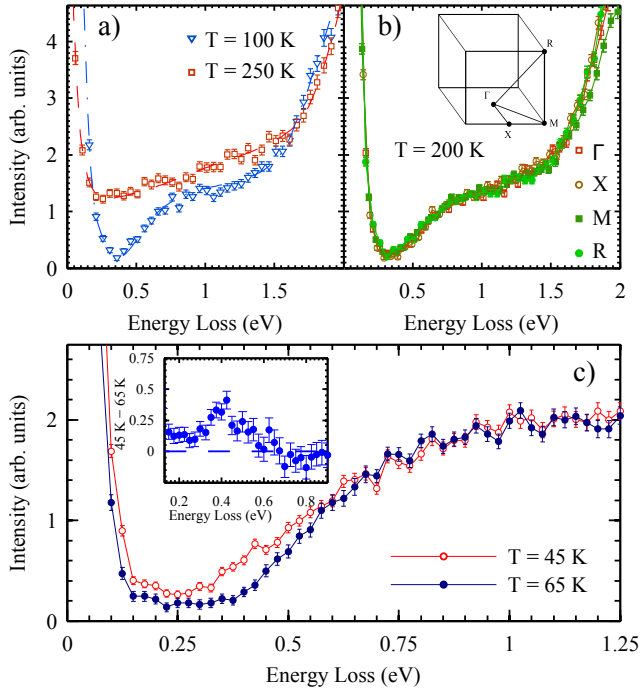 a)
T = 100 K
T = 250 K
Intensity (arb. units)
4
3
2
1
0
0
0.5
1
1.5
Energy Loss (eV)
b)
R
Γ
M
X
T = 200 K
Γ
X
M
R
0.5
1
1.5
2
Energy Loss (eV)
c)
Intensity (arb. units)
2
1
0
0
0.25
0.5
0.75
1
1.25
Energy Loss (eV)
45 K − 65 K
0.75
0.5
0.25
0
0.2
0.4
0.6
0.8
Energy Loss (eV)
T = 45 K
T = 65 K